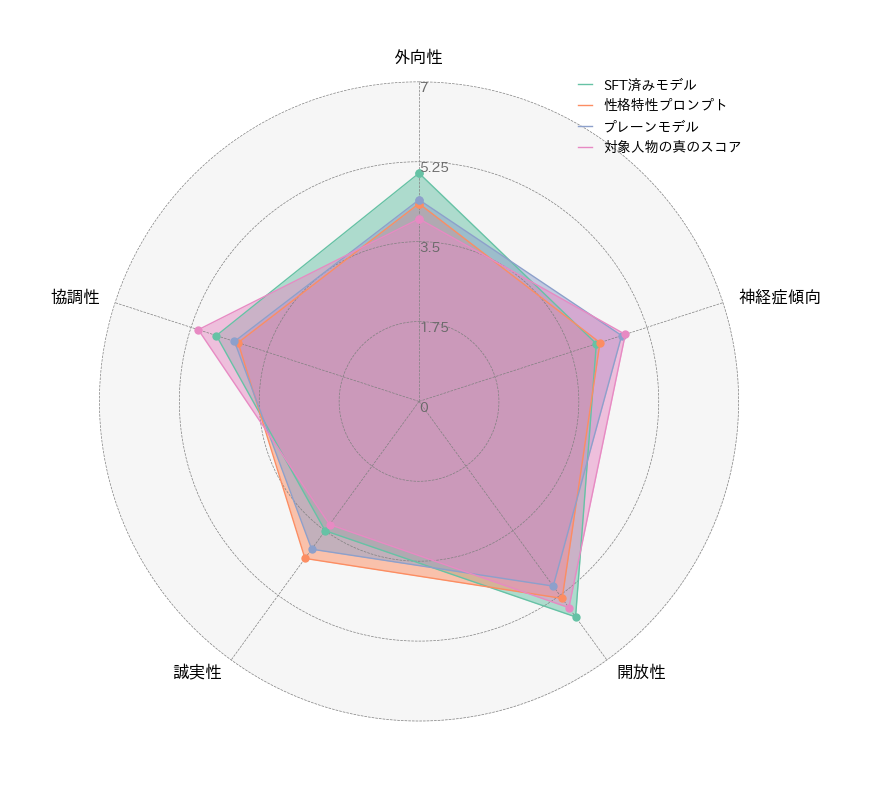 外向性
7
SFT済みモデル
性格特性プロンプト
プレーンモデル
対象人物の真のスコア
5.25
3.5
協調性
神経症傾向
1.75
0
誠実性
開放性